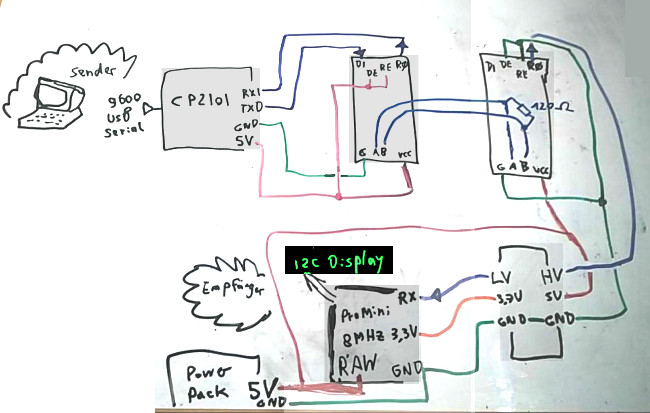 sender
9600
USB
Serial
CP2101
RXI
TXD
GND
5V
DI
DE
RE
RO
G A B VCC
DI
DE
RE
RO
120 Ω
G A B VCC
Empfänger
I2C Display
ProMini
8MHZ
RAW
RX
3,3V
GND
LV
3,3V
GND
HV
5V
GND
Power
Pack
5V
GND